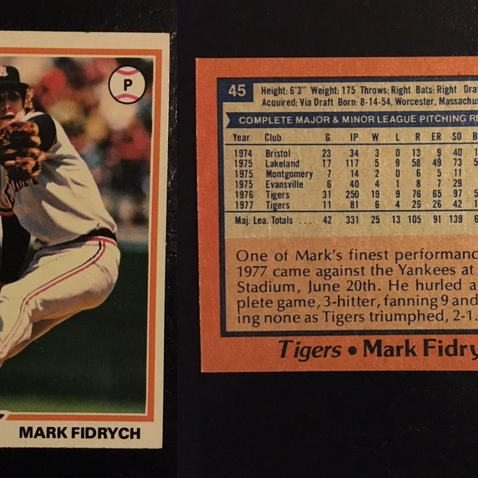 P
MARK FIDRYCH
45
Height: 6'3" Weight: 175 Throws: Right Bats: Right
Acquired: Via Draft Born: 8-14-54, Worcester,
COMPLETE MAJOR & MINOR LEAGUE PITCHING
Year Club G IP W L R ER SO
1974 Bristol 23 34 3 0 13 9 40
1975 Lakeland 17 117 5 9 58 49 73
1975 Montgomery 7 14 2 0 6 5 11
1975 Evansville 6 40 4 1 8 7 29
1976 Tigers 31 250 19 9 76 65 97
1977 Tigers 11 81 6 4 29 26 42
Maj. Lea. Totals 42 331 25 13 105 91 139
One of Mark's finest performanc
1977 came against the Yankees at
Stadium, June 20th. He hurled a
plete game, 3-hitter, fanning 9 and
ing none as Tigers triumphed, 2-1.
Tigers • Mark Fidry